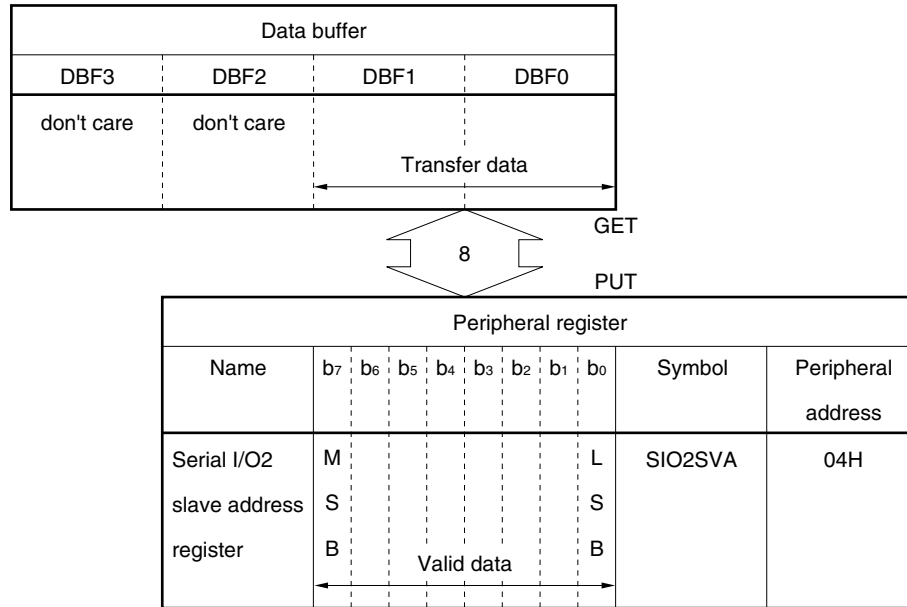 Data buffer
DBF3 DBF2 DBF1 DBF0
don't care don't care
Transfer data
GET
8
PUT
Peripheral register
Name b7 b6 b5 b4 b3 b2 b1 b0 Symbol Peripheral
address
Serial I/O2 M L SIO2SVA 04H
slave address S S
register B B
Valid data